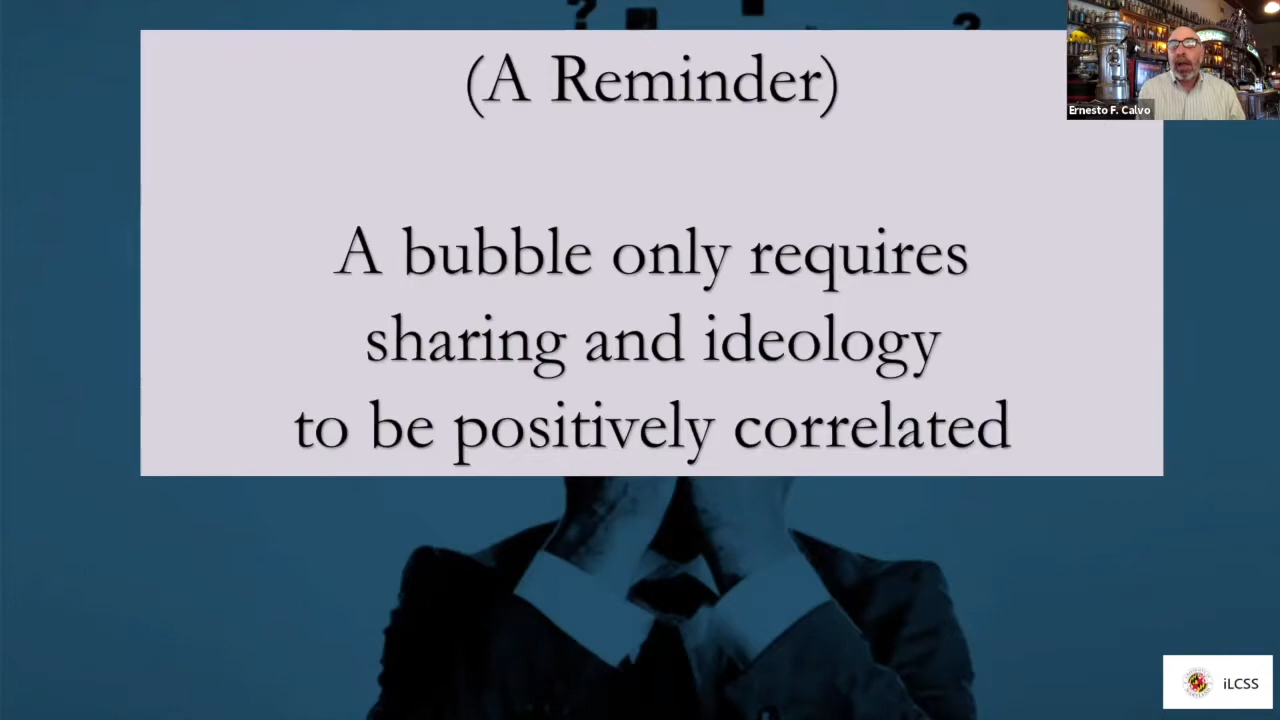 (A Reminder)
A bubble only requires
sharing and ideology
to be positively correlated
Ernesto F. Calvo
iLCSS